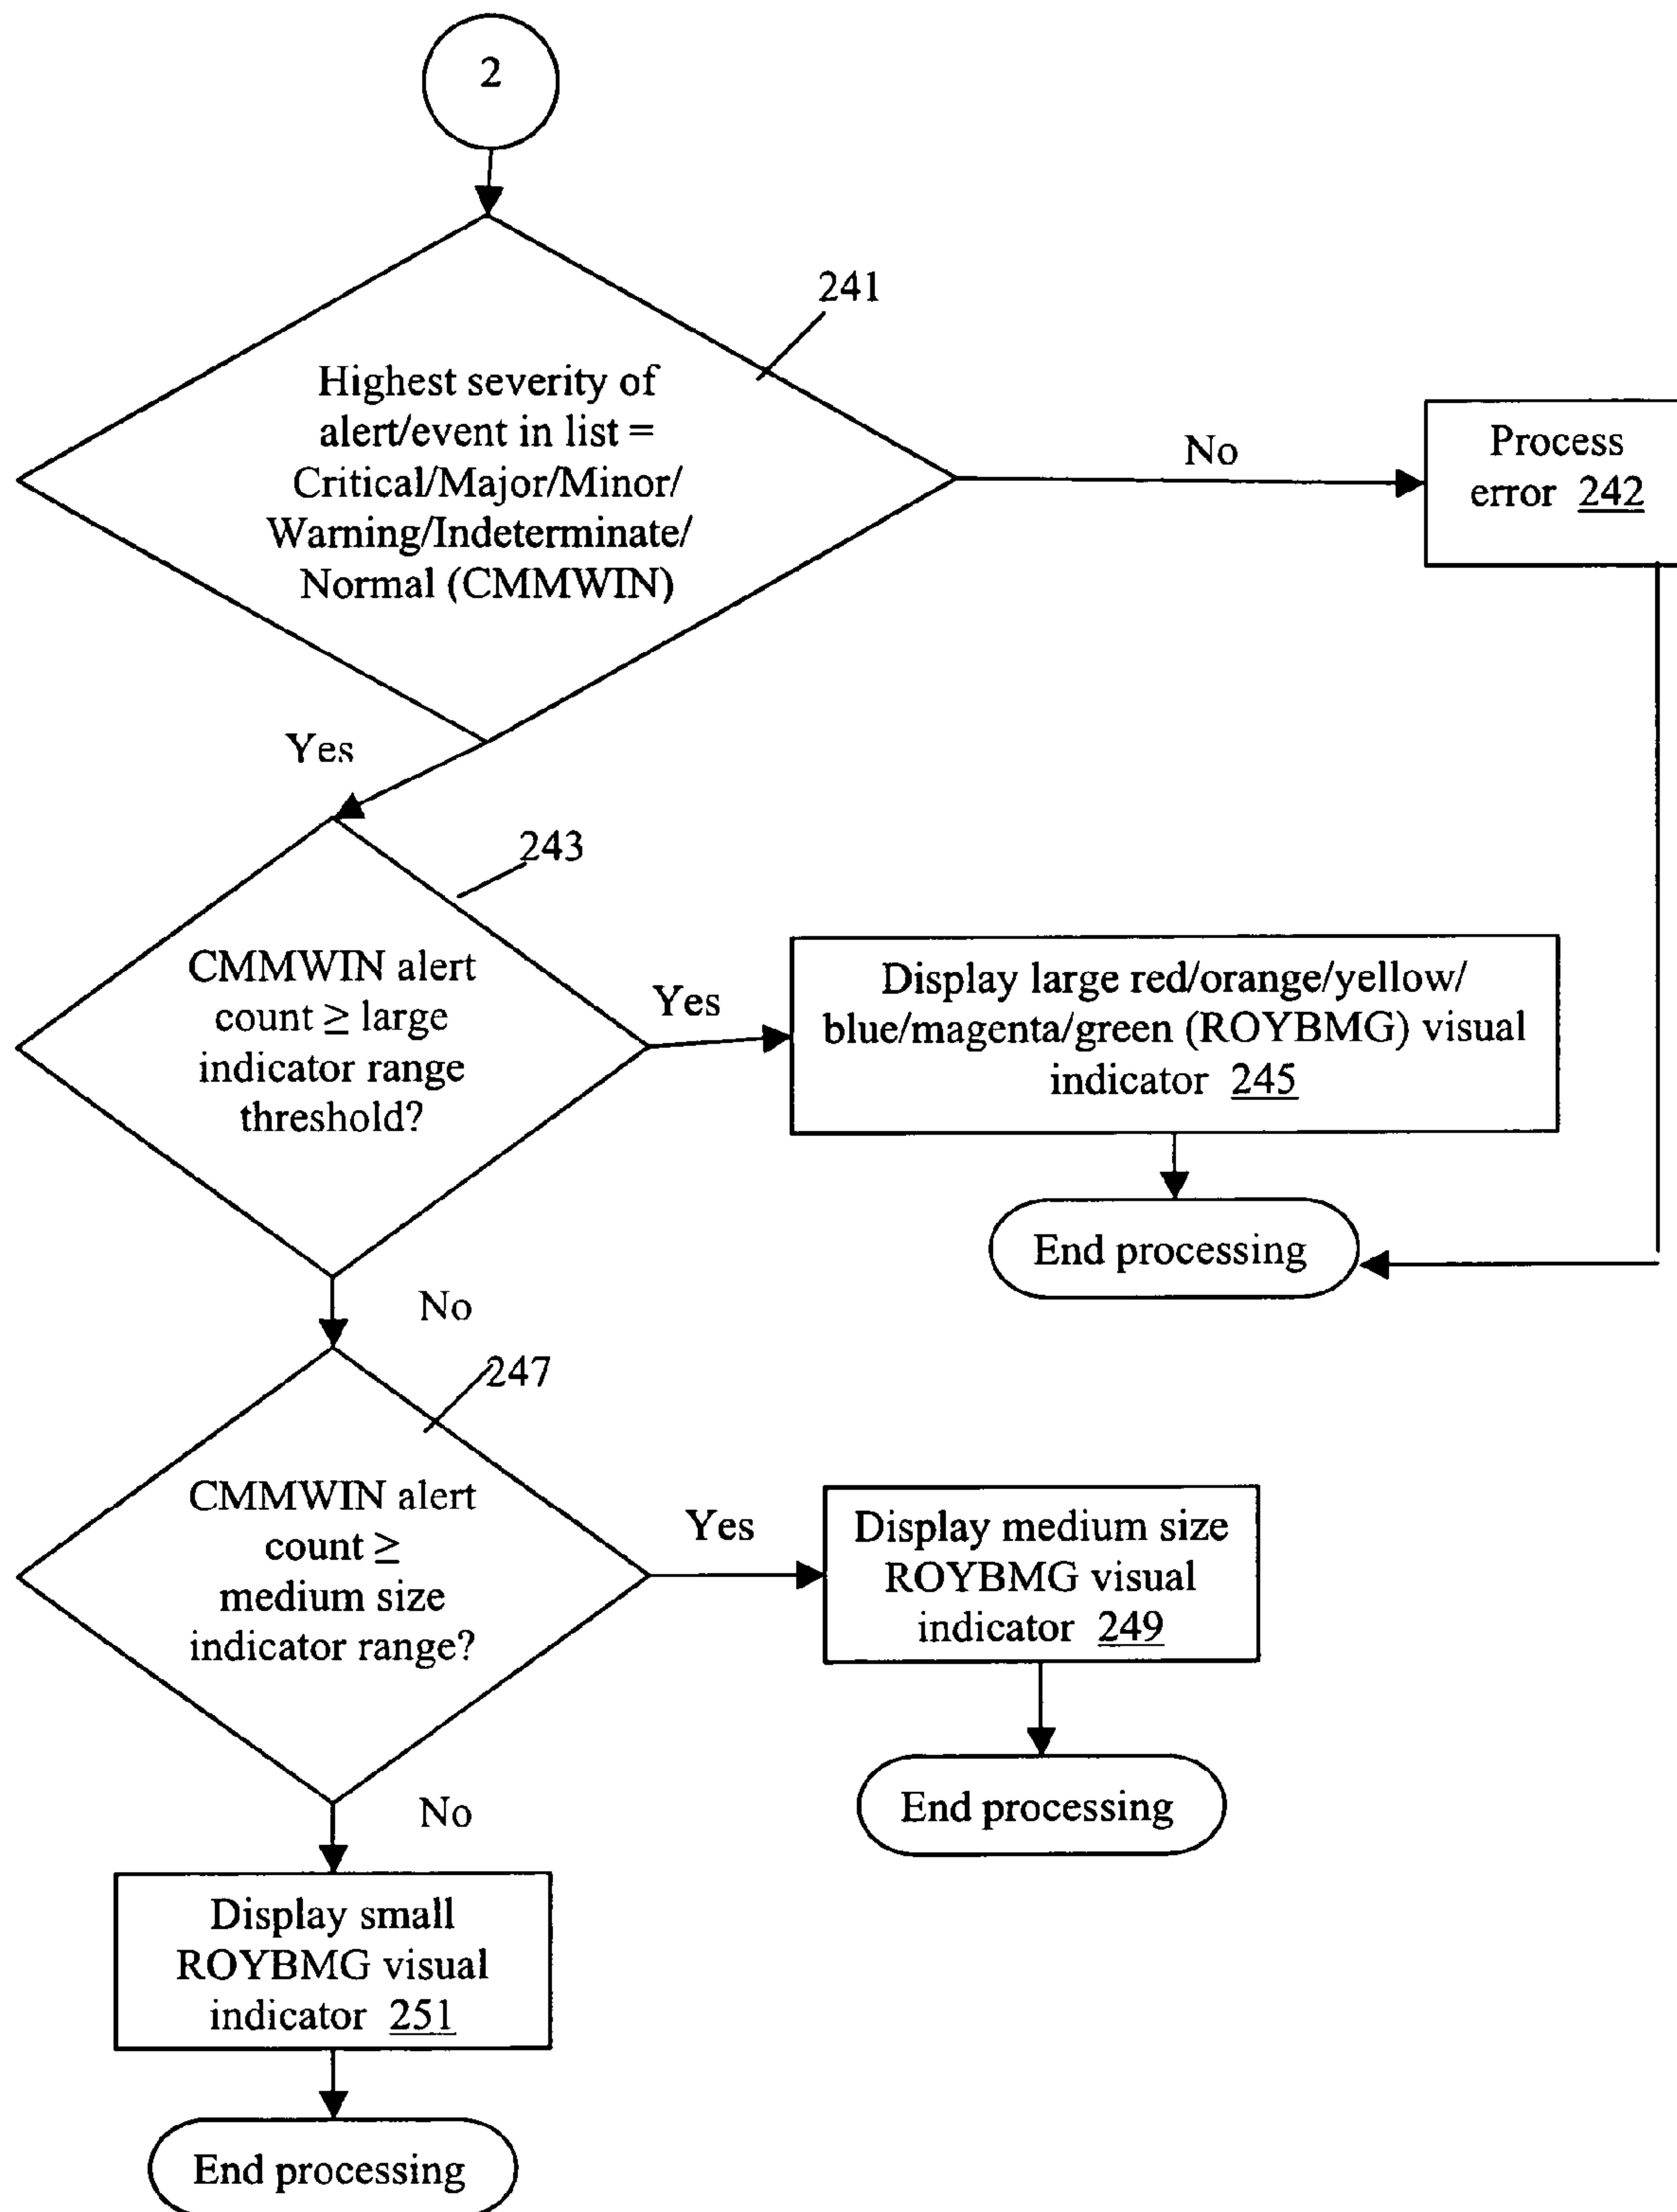 2
241
Highest severity of
alert/event in list =
Critical/Major/Minor/
Warning/Indeterminate/
Normal (CMMWIN)
No
Process
error 242
Yes
243
CMMWIN alert
count ≥ large
indicator range
threshold?
Yes
Display large red/orange/yellow/
blue/magenta/green (ROYBMG) visual
indicator 245
End processing
No
247
CMMWIN alert
count ≥
medium size
indicator range?
Yes
Display medium size
ROYBMG visual
indicator 249
End processing
No
Display small
ROYBMG visual
indicator 251
End processing